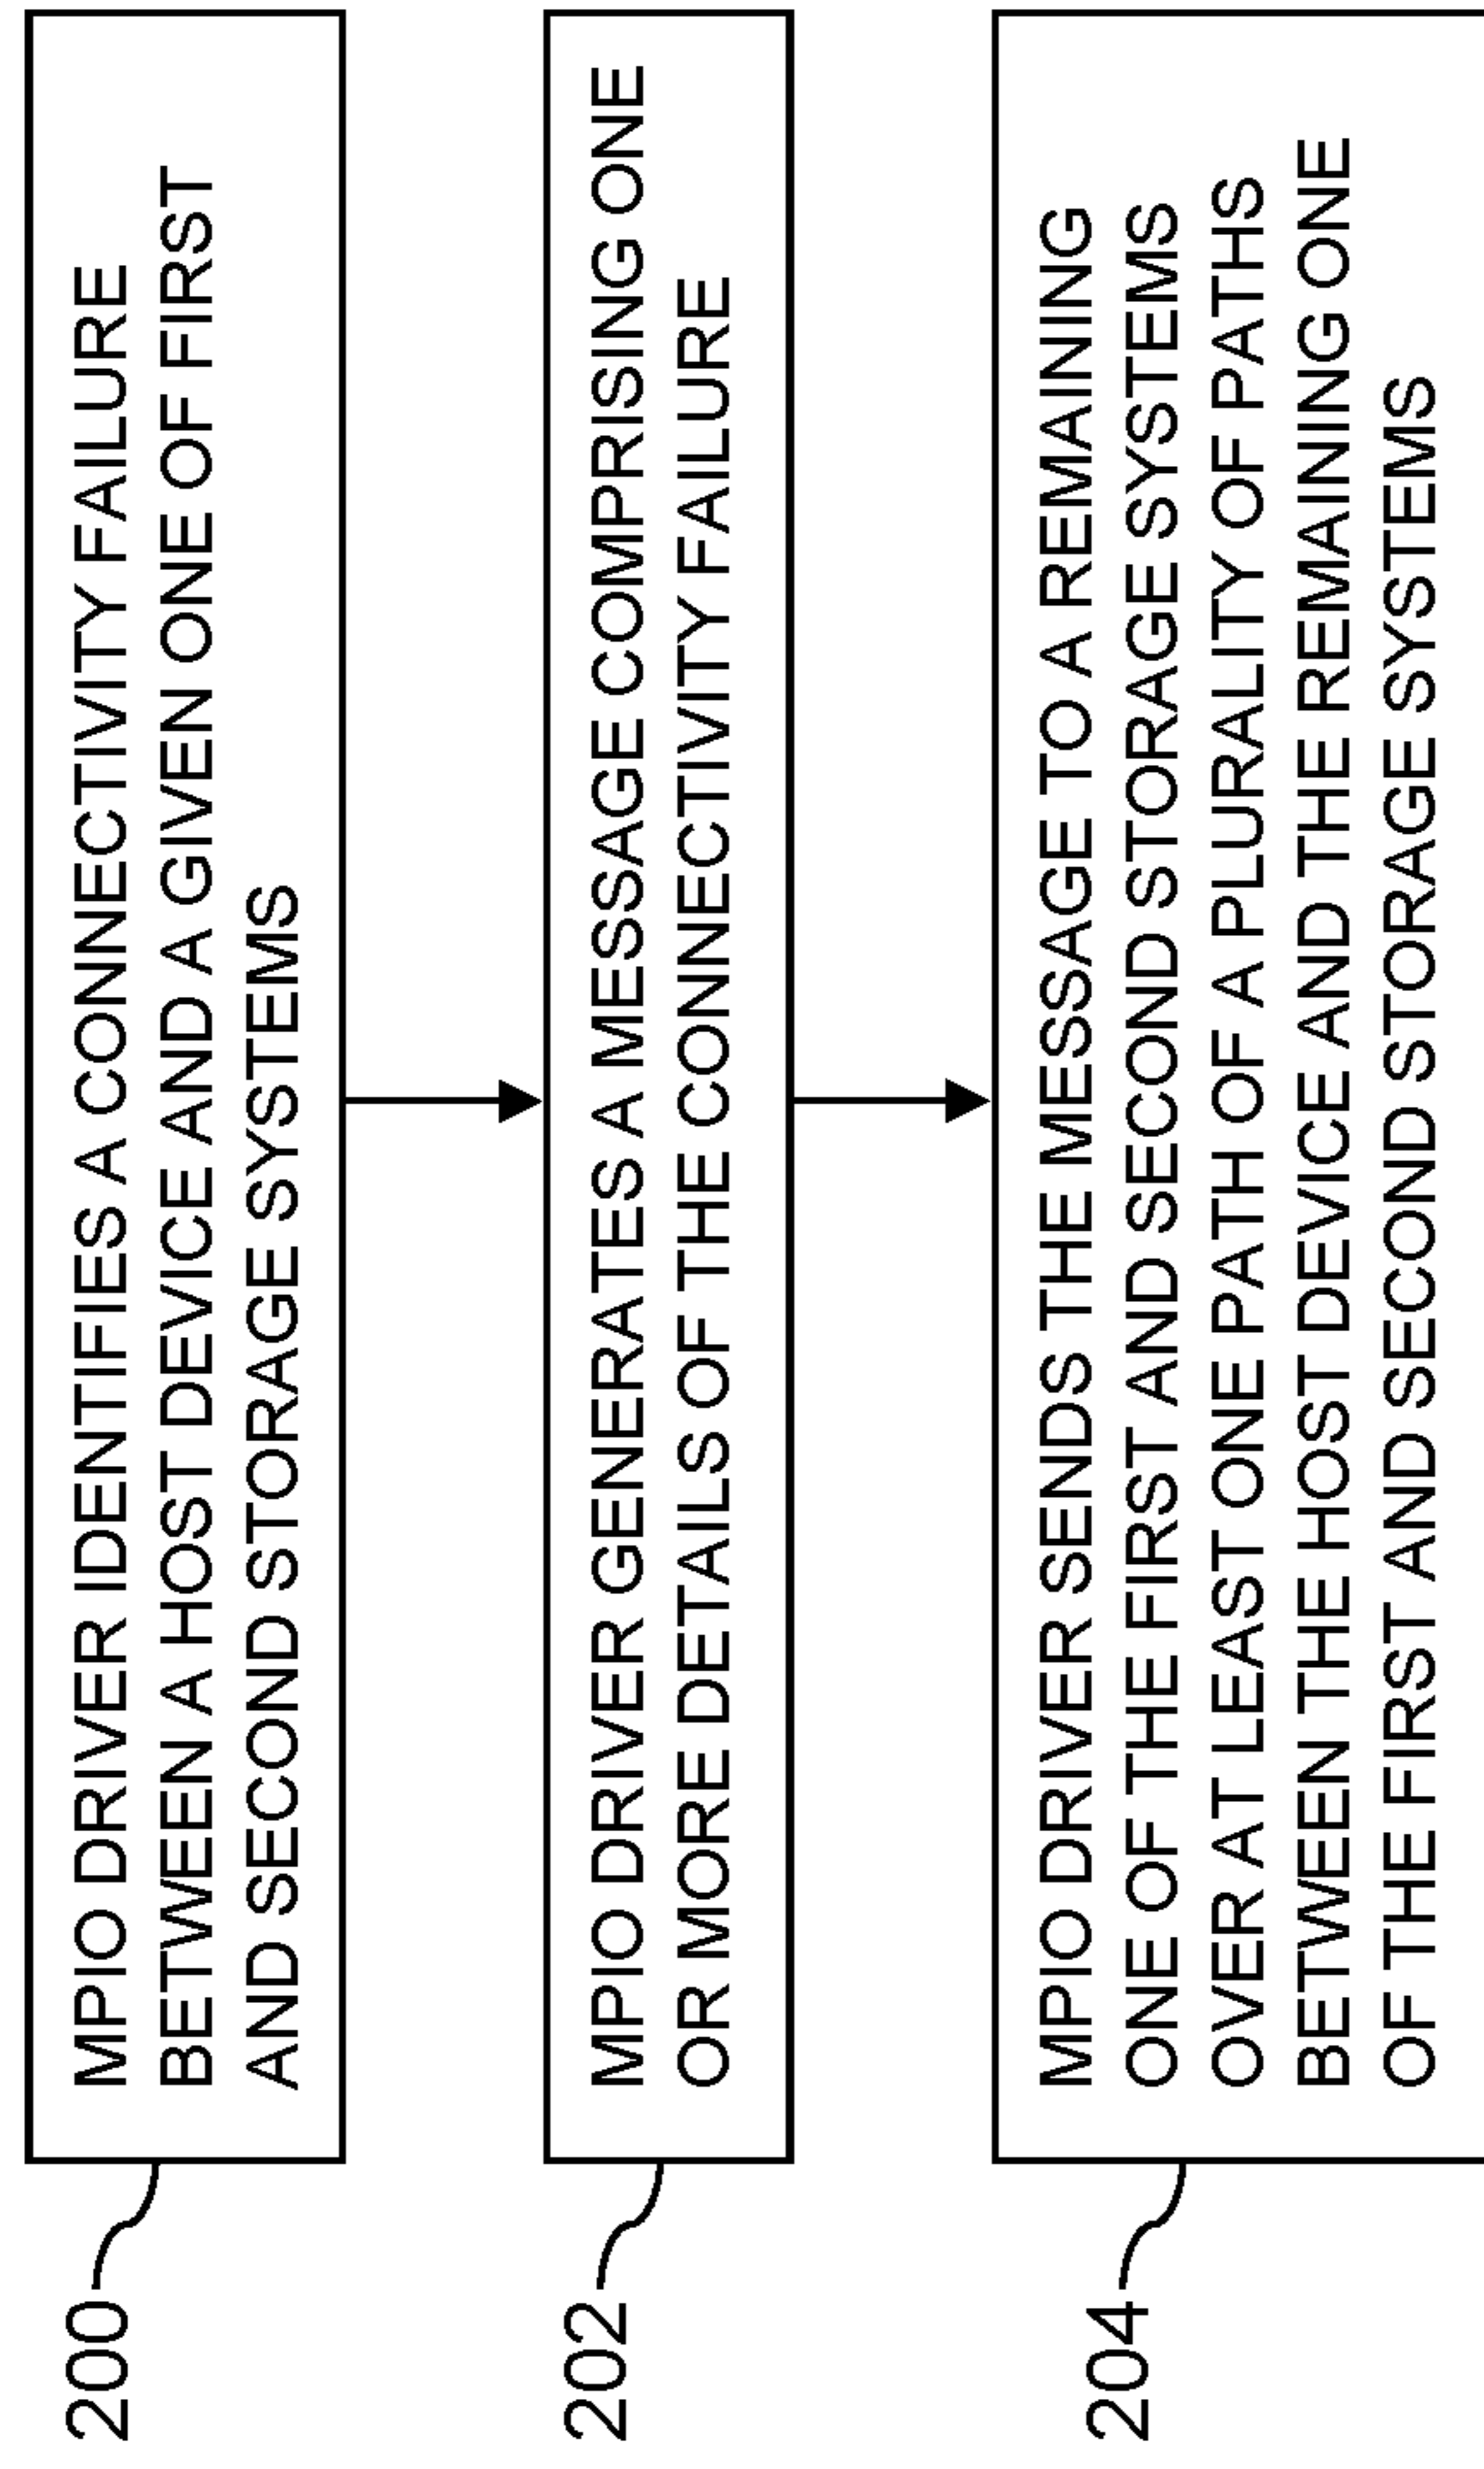 200
MPIO DRIVER IDENTIFIES A CONNECTIVITY FAILURE
BETWEEN A HOST DEVICE AND A GIVEN ONE OF FIRST
AND SECOND STORAGE SYSTEMS
202
MPIO DRIVER GENERATES A MESSAGE COMPRISING ONE
OR MORE DETAILS OF THE CONNECTIVITY FAILURE
204
MPIO DRIVER SENDS THE MESSAGE TO A REMAINING
ONE OF THE FIRST AND SECOND STORAGE SYSTEMS
OVER AT LEAST ONE PATH OF A PLURALITY OF PATHS
BETWEEN THE HOST DEVICE AND THE REMAINING ONE
OF THE FIRST AND SECOND STORAGE SYSTEMS